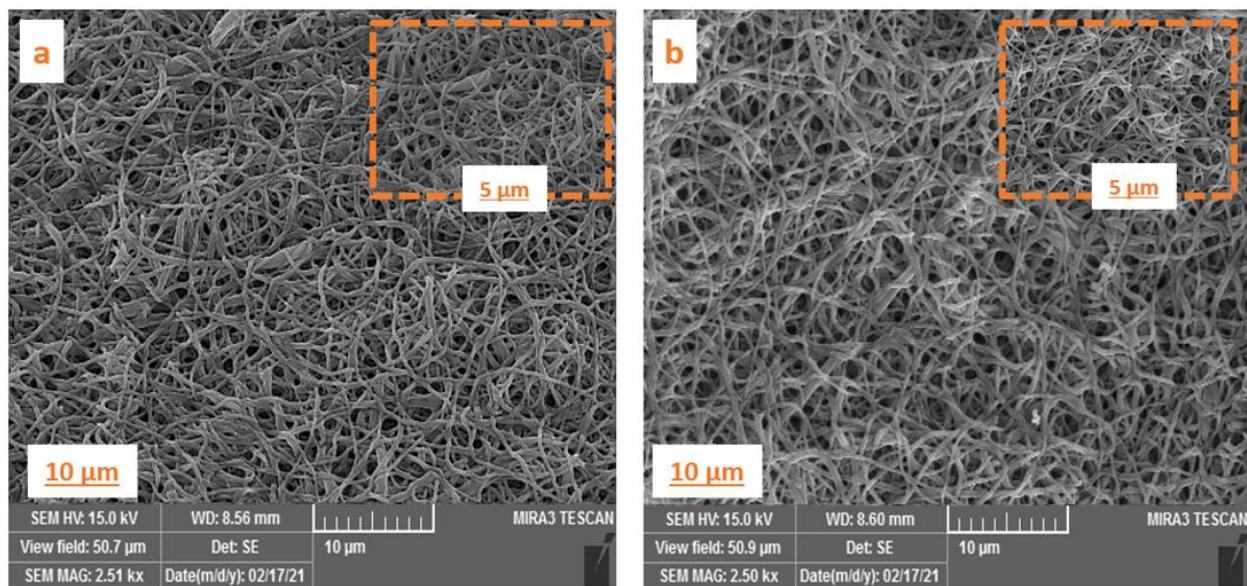 a
5 µm
10 µm
SEM HV: 15.0 kV
WD: 8.56 mm
MIRA3 TESCAN
View field: 50.7 µm
Det: SE
10 µm
SEM MAG: 2.51 kx
Date(m/d/y): 02/17/21
b
5 µm
10 µm
SEM HV: 15.0 kV
WD: 8.60 mm
MIRA3 TESCAN
View field: 50.9 µm
Det: SE
10 µm
SEM MAG: 2.50 kx
Date(m/d/y): 02/17/21